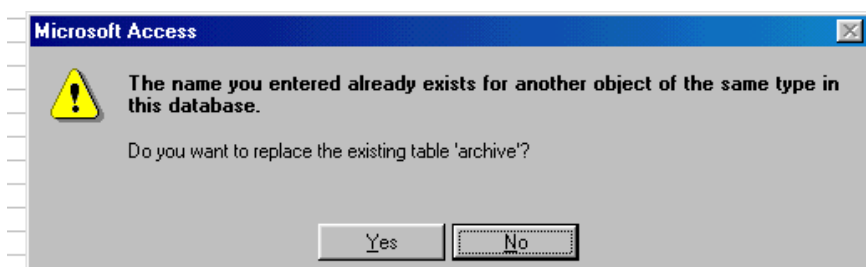 Microsoft Access
The name you entered already exists for another object of the same type in
this database.
Do you want to replace the existing table 'archive'?
Yes No